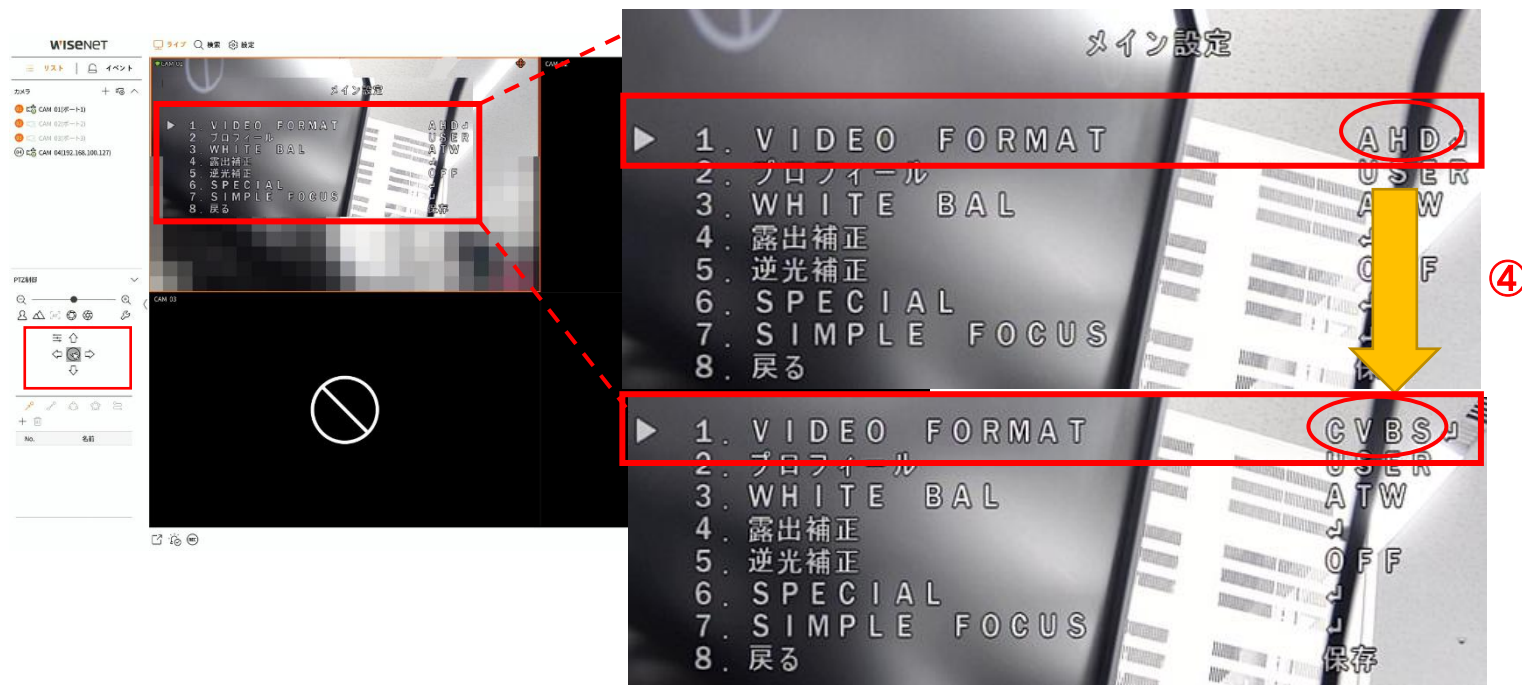 WISENET
ライブ 検索 設定
リスト イベント
カメラ
CAM 01(ポート1)
CAM 02(ポート2)
CAM 03(ポート3)
CAM 04(192.168.100.127)
PTZ制御
No. 名前
CAM 03
REC
メイン設定
▶ 1. VIDEO FORMAT AHD↲
2. プロフィール USER
3. WHITE BAL ATW
4. 露出補正 ↲
5. 逆光補正 OFF
6. SPECIAL ↲
7. SIMPLE FOCUS ↲
8. 戻る 保存
メイン設定
▶ 1. VIDEO FORMAT AHD↲
2. プロフィール USER
3. WHITE BAL
4. 露出補正
5. 逆光補正
6. SPECIAL
7. SIMPLE FOCUS
8. 戻る
④
▶ 1. VIDEO FORMAT CVBS↲
2. プロフィール USER
3. WHITE BAL ATW
4. 露出補正 ↲
5. 逆光補正 OFF
6. SPECIAL ↲
7. SIMPLE FOCUS ↲
8. 戻る 保存